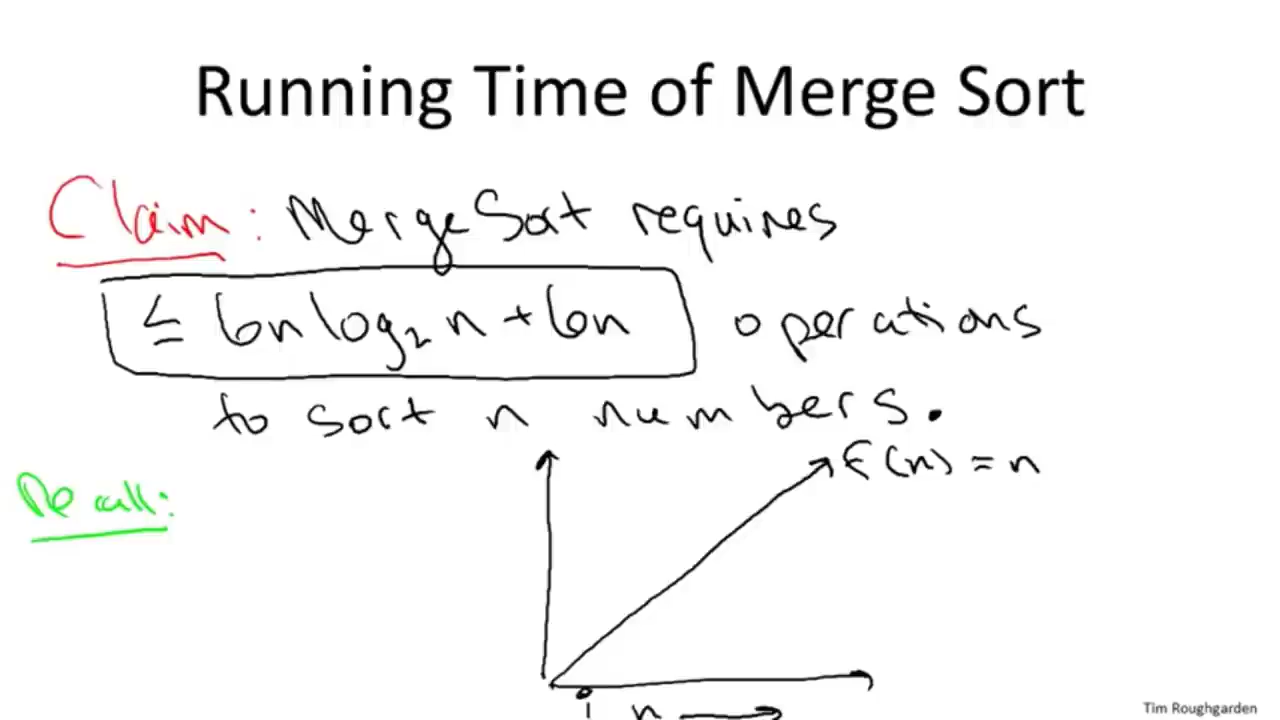 Running Time of Merge Sort
Claim: MergeSort requires
≤ 6n log₂ n + 6n operations
to sort n numbers.
f(n) = n
Recall:
1 n →
Tim Roughgarden